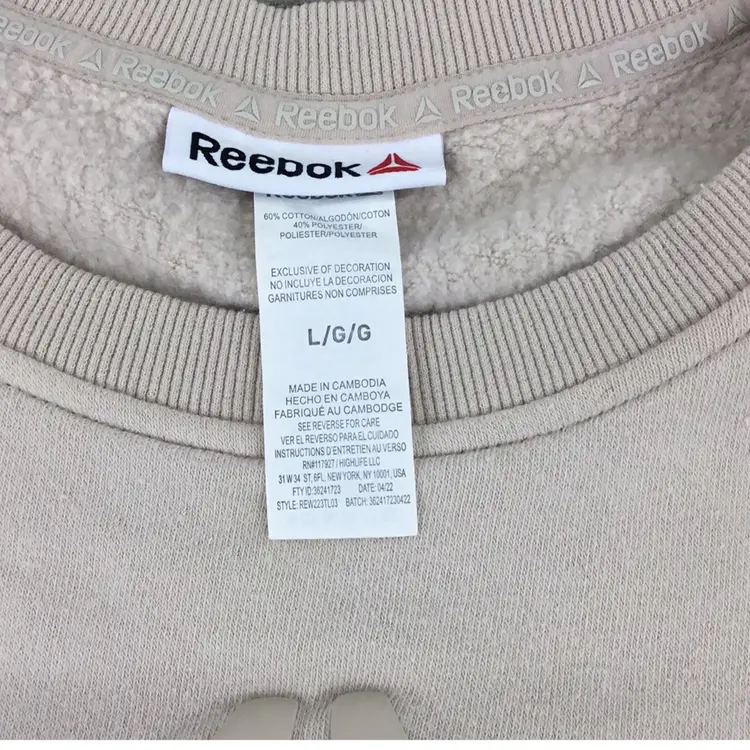 Reebok Reebok Reebok Reebok Reebok
Reebok
60% COTTON/ALGODÓN/COTON
40% POLYESTER/
POLIÉSTER/POLYESTER
EXCLUSIVE OF DECORATION
NO INCLUYE LA DECORACION
GARNITURES NON COMPRISES
L/G/G
MADE IN CAMBODIA
HECHO EN CAMBOYA
FABRIQUÉ AU CAMBODGE
SEE REVERSE FOR CARE
VER EL REVERSO PARA EL CUIDADO
INSTRUCTIONS D'ENTRETIEN AU VERSO
RN#117927 / HIGHLIFE LLC
31 W 34 ST, 6FL, NEW YORK, NY 10001, USA
FTY ID:36241723 DATE: 04/22
STYLE: REW223TL03 BATCH: 362417230422